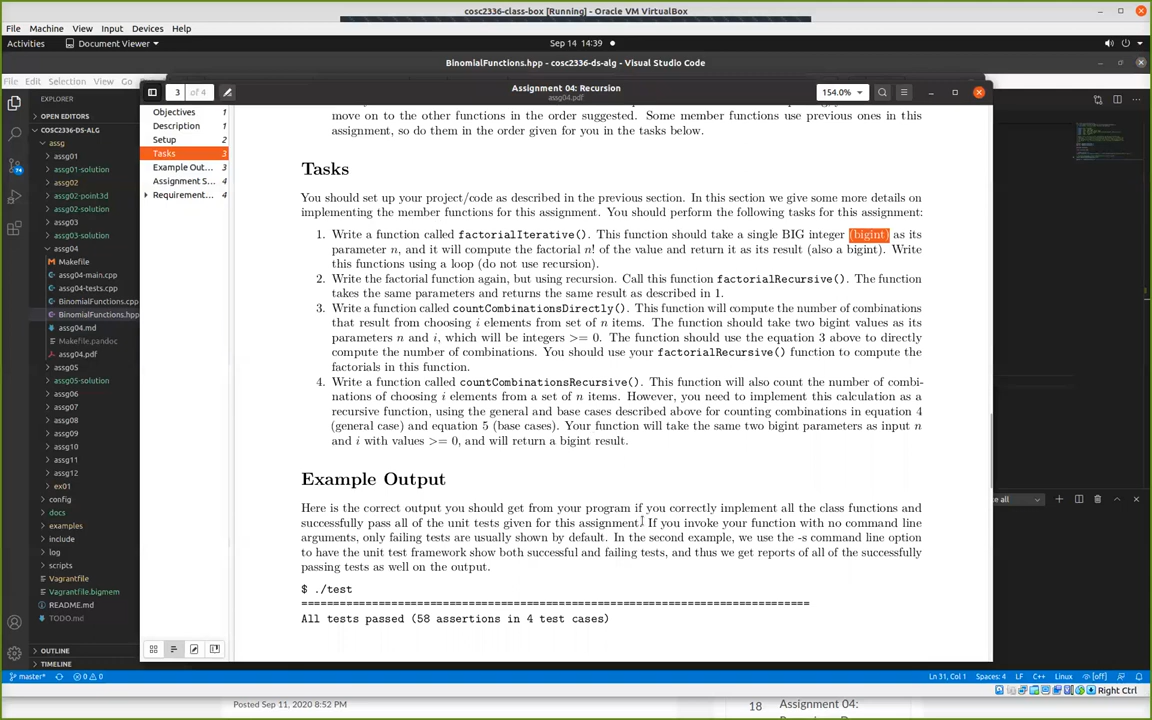 cosc2336-class-box [Running] - Oracle VM VirtualBox
File Machine View Input Devices Help
Activities Document Viewer Sep 14 14:39
BinomialFunctions.hpp - cosc2336-ds-alg - Visual Studio Code
File Edit Selection View Go
Assignment 04: Recursion
assg04.pdf
3 of 4
154.0%
EXPLORER
OPEN EDITORS
COSC2336-DS-ALG
assg
assg01
assg01-solution
assg02
assg02-point3d
assg02-solution
assg03
assg03-solution
assg04
Makefile
assg04-main.cpp
assg04-tests.cpp
BinomialFunctions.cpp
BinomialFunctions.hpp
assg04.md
Makefile.pandoc
assg04.pdf
assg05
assg05-solution
assg06
assg07
assg08
assg09
assg10
assg11
assg12
ex01
config
docs
examples
include
log
scripts
Vagrantfile
Vagrantfile.bigmem
README.md
TODO.md
OUTLINE
TIMELINE
Objectives 1
Description 1
Setup 2
Tasks 3
Example Out... 3
Assignment S... 4
Requirement... 4
move on to the other functions in the order suggested. Some member functions use previous ones in this
assignment, so do them in the order given for you in the tasks below.
Tasks
You should set up your project/code as described in the previous section. In this section we give some more details on
implementing the member functions for this assignment. You should perform the following tasks for this assignment:
1. Write a function called factorialIterative(). This function should take a single BIG integer (bigint) as its
parameter n, and it will compute the factorial n! of the value and return it as its result (also a bigint). Write
this functions using a loop (do not use recursion).
2. Write the factorial function again, but using recursion. Call this function factorialRecursive(). The function
takes the same parameters and returns the same result as described in 1.
3. Write a function called countCombinationsDirectly(). This function will compute the number of combinations
that result from choosing i elements from set of n items. The function should take two bigint values as its
parameters n and i, which will be integers >= 0. The function should use the equation 3 above to directly
compute the number of combinations. You should use your factorialRecursive() function to compute the
factorials in this function.
4. Write a function called countCombinationsRecursive(). This function will also count the number of combi-
nations of choosing i elements from a set of n items. However, you need to implement this calculation as a
recursive function, using the general and base cases described above for counting combinations in equation 4
(general case) and equation 5 (base cases). Your function will take the same two bigint parameters as input n
and i with values >= 0, and will return a bigint result.
Example Output
Here is the correct output you should get from your program if you correctly implement all the class functions and
successfully pass all of the unit tests given for this assignment. If you invoke your function with no command line
arguments, only failing tests are usually shown by default. In the second example, we use the -s command line option
to have the unit test framework show both successful and failing tests, and thus we get reports of all of the successfully
passing tests as well on the output.
$ ./test
===============================================================================
All tests passed (58 assertions in 4 test cases)
master* 0 0
Ln 31, Col 1 Spaces: 4 LF C++ Linux [off]
Right Ctrl
Posted Sep 11, 2020 8:52 PM
18 Assignment 04: